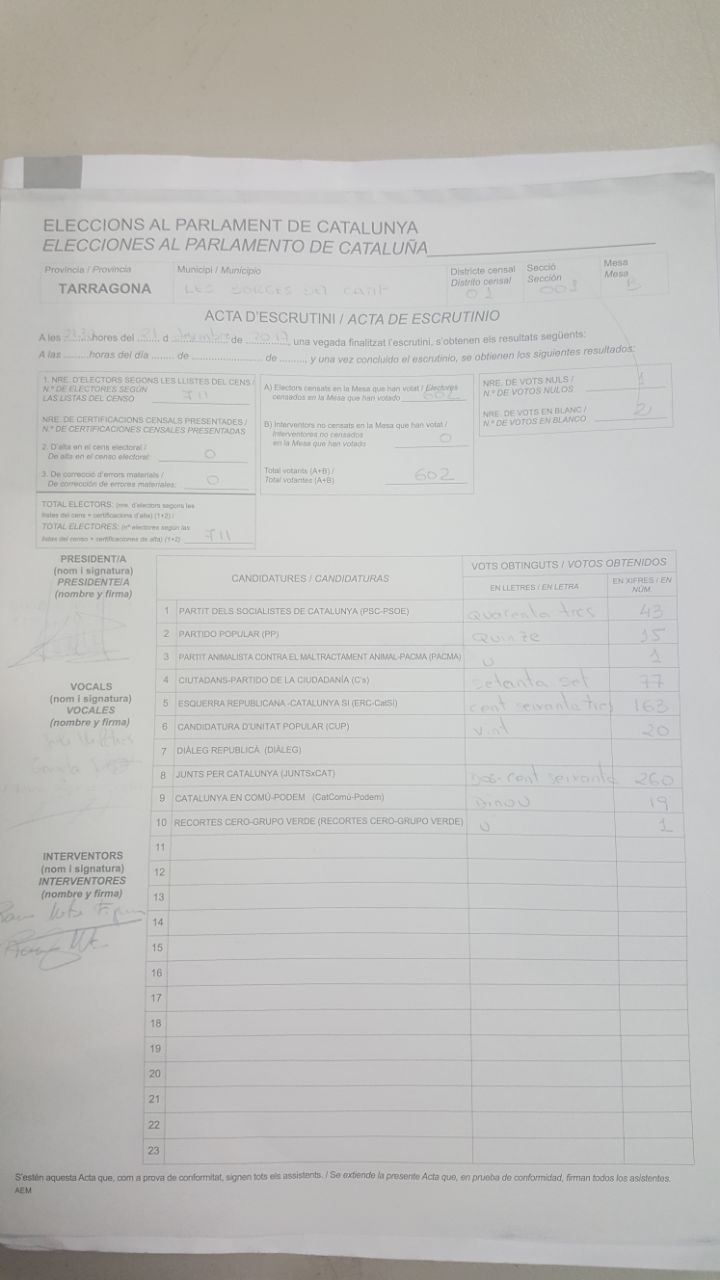 ELECCIONS AL PARLAMENT DE CATALUNYA
ELECCIONES AL PARLAMENTO DE CATALUÑA
Provincia / Provincia
TARRAGONA
Municipi / Municipio
LES BORGES DEL CAMP
Districte censal
Distrito censal
01
Secció
Sección
001
Mesa
Mesa
B
ACTA D'ESCRUTINI / ACTA DE ESCRUTINIO
A les hores del 21 d desembre de 2017, una vegada finalitzat l'escrutini, s'obtenen els resultats següents:
A las ........horas del día ....... de ........................ de ........, y una vez concluido el escrutinio, se obtienen los siguientes resultados:
1. NRE. D'ELECTORS SEGONS LES LLISTES DEL CENS /
N.º DE ELECTORES SEGÚN
LAS LISTAS DEL CENSO 711
NRE. DE CERTIFICACIONS CENSALS PRESENTADES /
N.º DE CERTIFICACIONES CENSALES PRESENTADAS
2. D'alta en el cens electoral /
De alta en el censo electoral: 0
3. De correcció d'errors materials /
De corrección de errores materiales: 0
TOTAL ELECTORS: (nre. d'electors segons les
llistes del cens + certificacions d'alta) (1+2) /
TOTAL ELECTORES: (nº electores según las
listas del censo + certificaciones de alta) (1+2) 711
A) Electors censats en la Mesa que han votat / Electores
censados en la Mesa que han votado 602
B) Interventors no censats en la Mesa que han votat /
Interventores no censados
en la Mesa que han votado 0
Total votants (A+B) /
Total votantes (A+B) 602
NRE. DE VOTS NULS /
N.º DE VOTOS NULOS 1
NRE. DE VOTS EN BLANC /
N.º DE VOTOS EN BLANCO 2
PRESIDENT/A
(nom i signatura)
PRESIDENTE/A
(nombre y firma)
VOCALS
(nom i signatura)
VOCALES
(nombre y firma)
INTERVENTORS
(nom i signatura)
INTERVENTORES
(nombre y firma)
CANDIDATURES / CANDIDATURAS
VOTS OBTINGUTS / VOTOS OBTENIDOS
EN LLETRES / EN LETRA
EN XIFRES / EN
NÚM.
1 PARTIT DELS SOCIALISTES DE CATALUNYA (PSC-PSOE) Quaranta tres 43
2 PARTIDO POPULAR (PP) Quinze 15
3 PARTIT ANIMALISTA CONTRA EL MALTRACTAMENT ANIMAL-PACMA (PACMA) U 1
4 CIUTADANS-PARTIDO DE LA CIUDADANÍA (C's) setanta set 77
5 ESQUERRA REPUBLICANA -CATALUNYA SÍ (ERC-CatSí) cent seixanta tres 163
6 CANDIDATURA D'UNITAT POPULAR (CUP) vint 20
7 DIÀLEG REPUBLICÀ (DIÀLEG)
8 JUNTS PER CATALUNYA (JUNTSxCAT) Dos-cent seixanta 260
9 CATALUNYA EN COMÚ-PODEM (CatComú-Podem) DINOU 19
10 RECORTES CERO-GRUPO VERDE (RECORTES CERO-GRUPO VERDE) U 1
11
12
13
14
15
16
17
18
19
20
21
22
23
S'estén aquesta Acta que, com a prova de conformitat, signen tots els assistents. / Se extiende la presente Acta que, en prueba de conformidad, firman todos los asistentes.
AEM